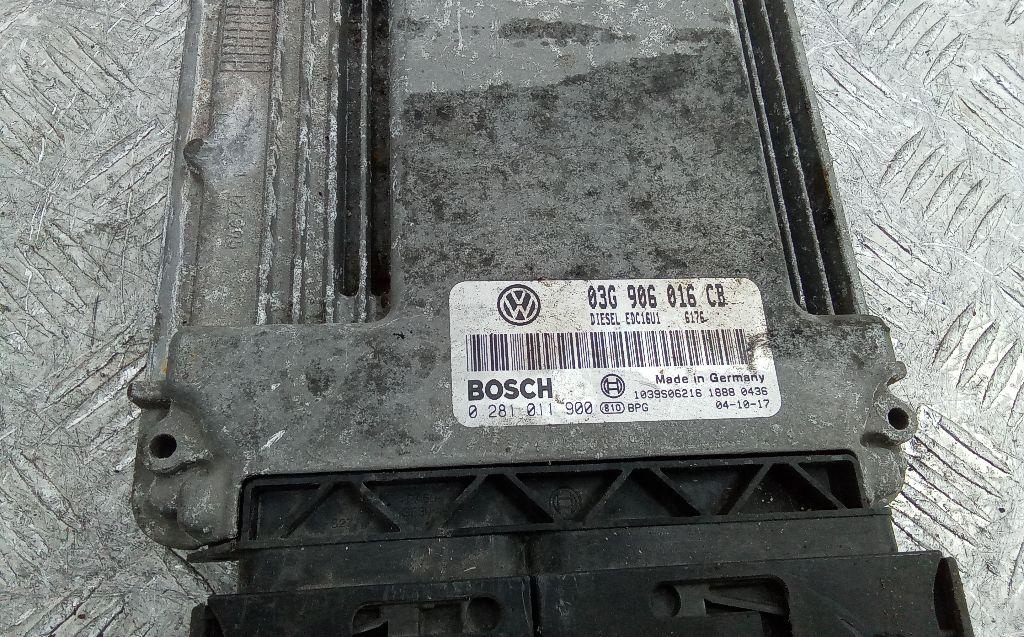 03G 906 016 CB
DIESEL EDC16U1 6176
BOSCH
Made in Germany
1039S06216 1888 0436
0 281 011 900 810 BPG 04-10-17